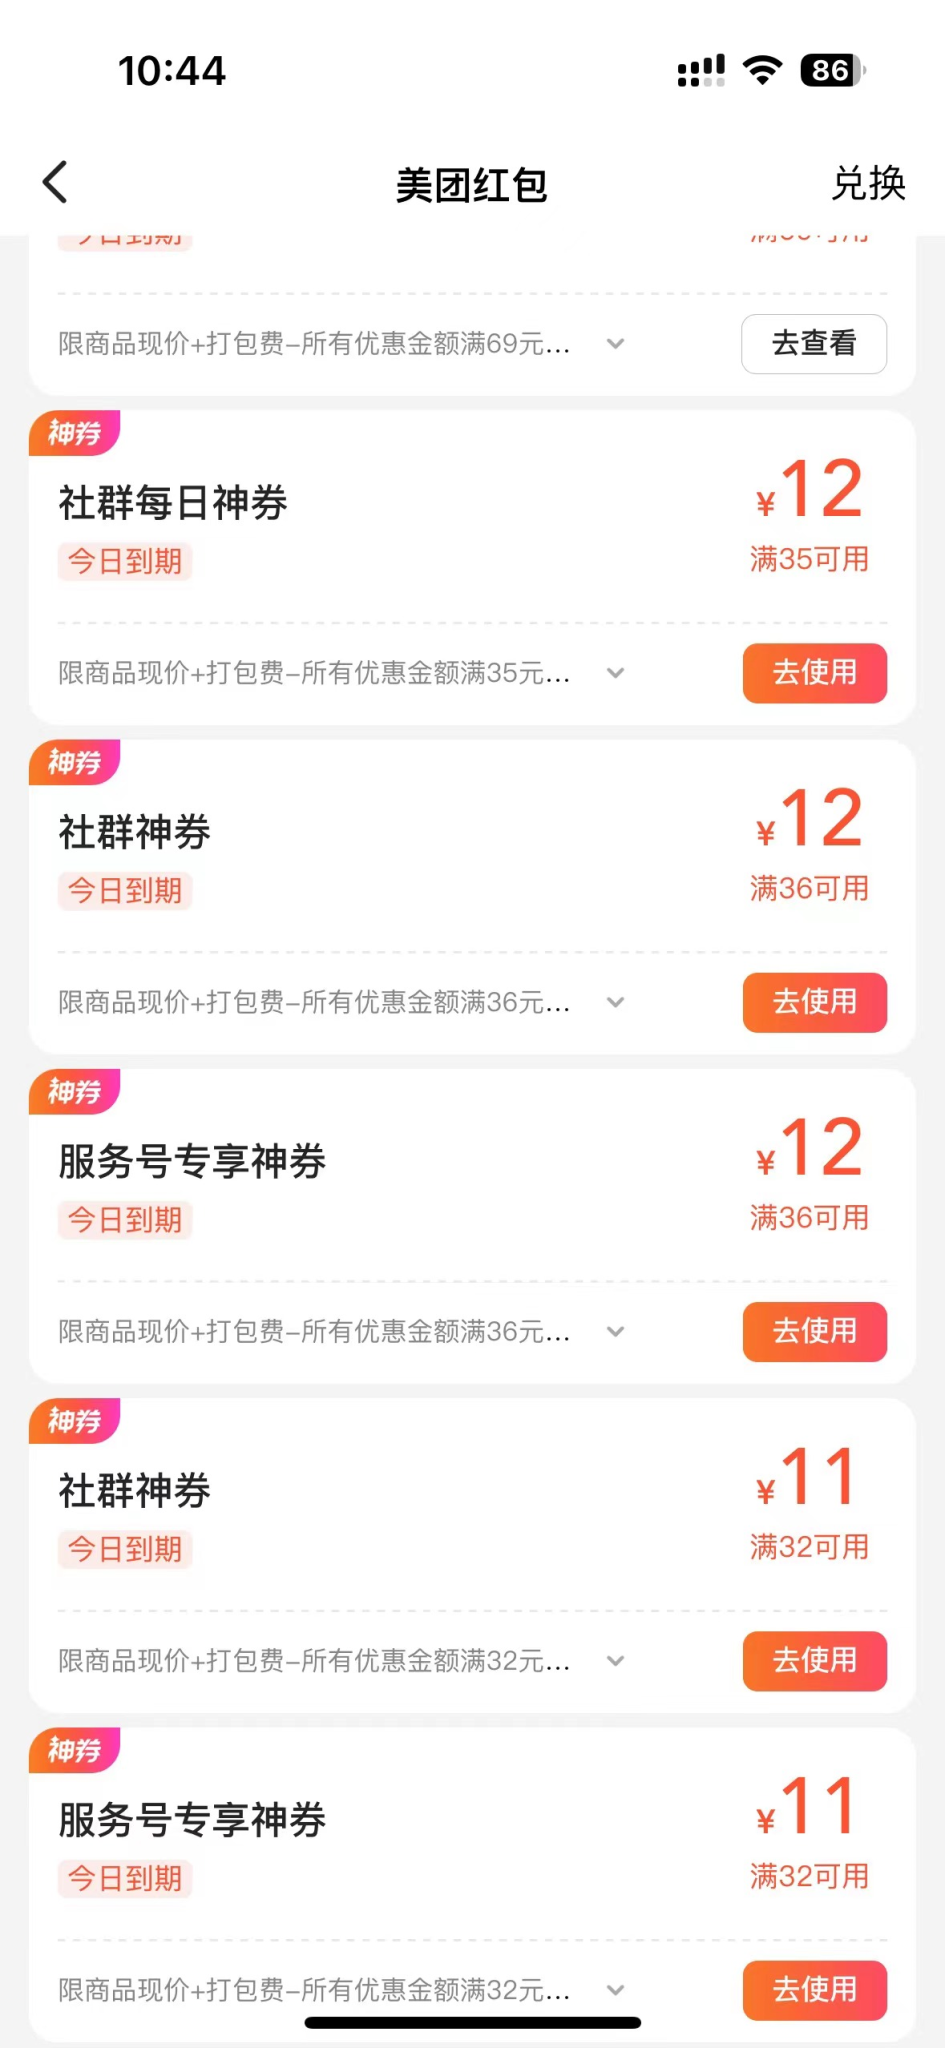 10:44
86
美团红包
兑换
今日到期
限商品现价+打包费-所有优惠金额满69元...
去查看
神券
社群每日神券
¥12
今日到期
满35可用
限商品现价+打包费-所有优惠金额满35元...
去使用
神券
社群神券
¥12
今日到期
满36可用
限商品现价+打包费-所有优惠金额满36元...
去使用
神券
服务号专享神券
¥12
今日到期
满36可用
限商品现价+打包费-所有优惠金额满36元...
去使用
神券
社群神券
¥11
今日到期
满32可用
限商品现价+打包费-所有优惠金额满32元...
去使用
神券
服务号专享神券
¥11
今日到期
满32可用
限商品现价+打包费-所有优惠金额满32元...
去使用